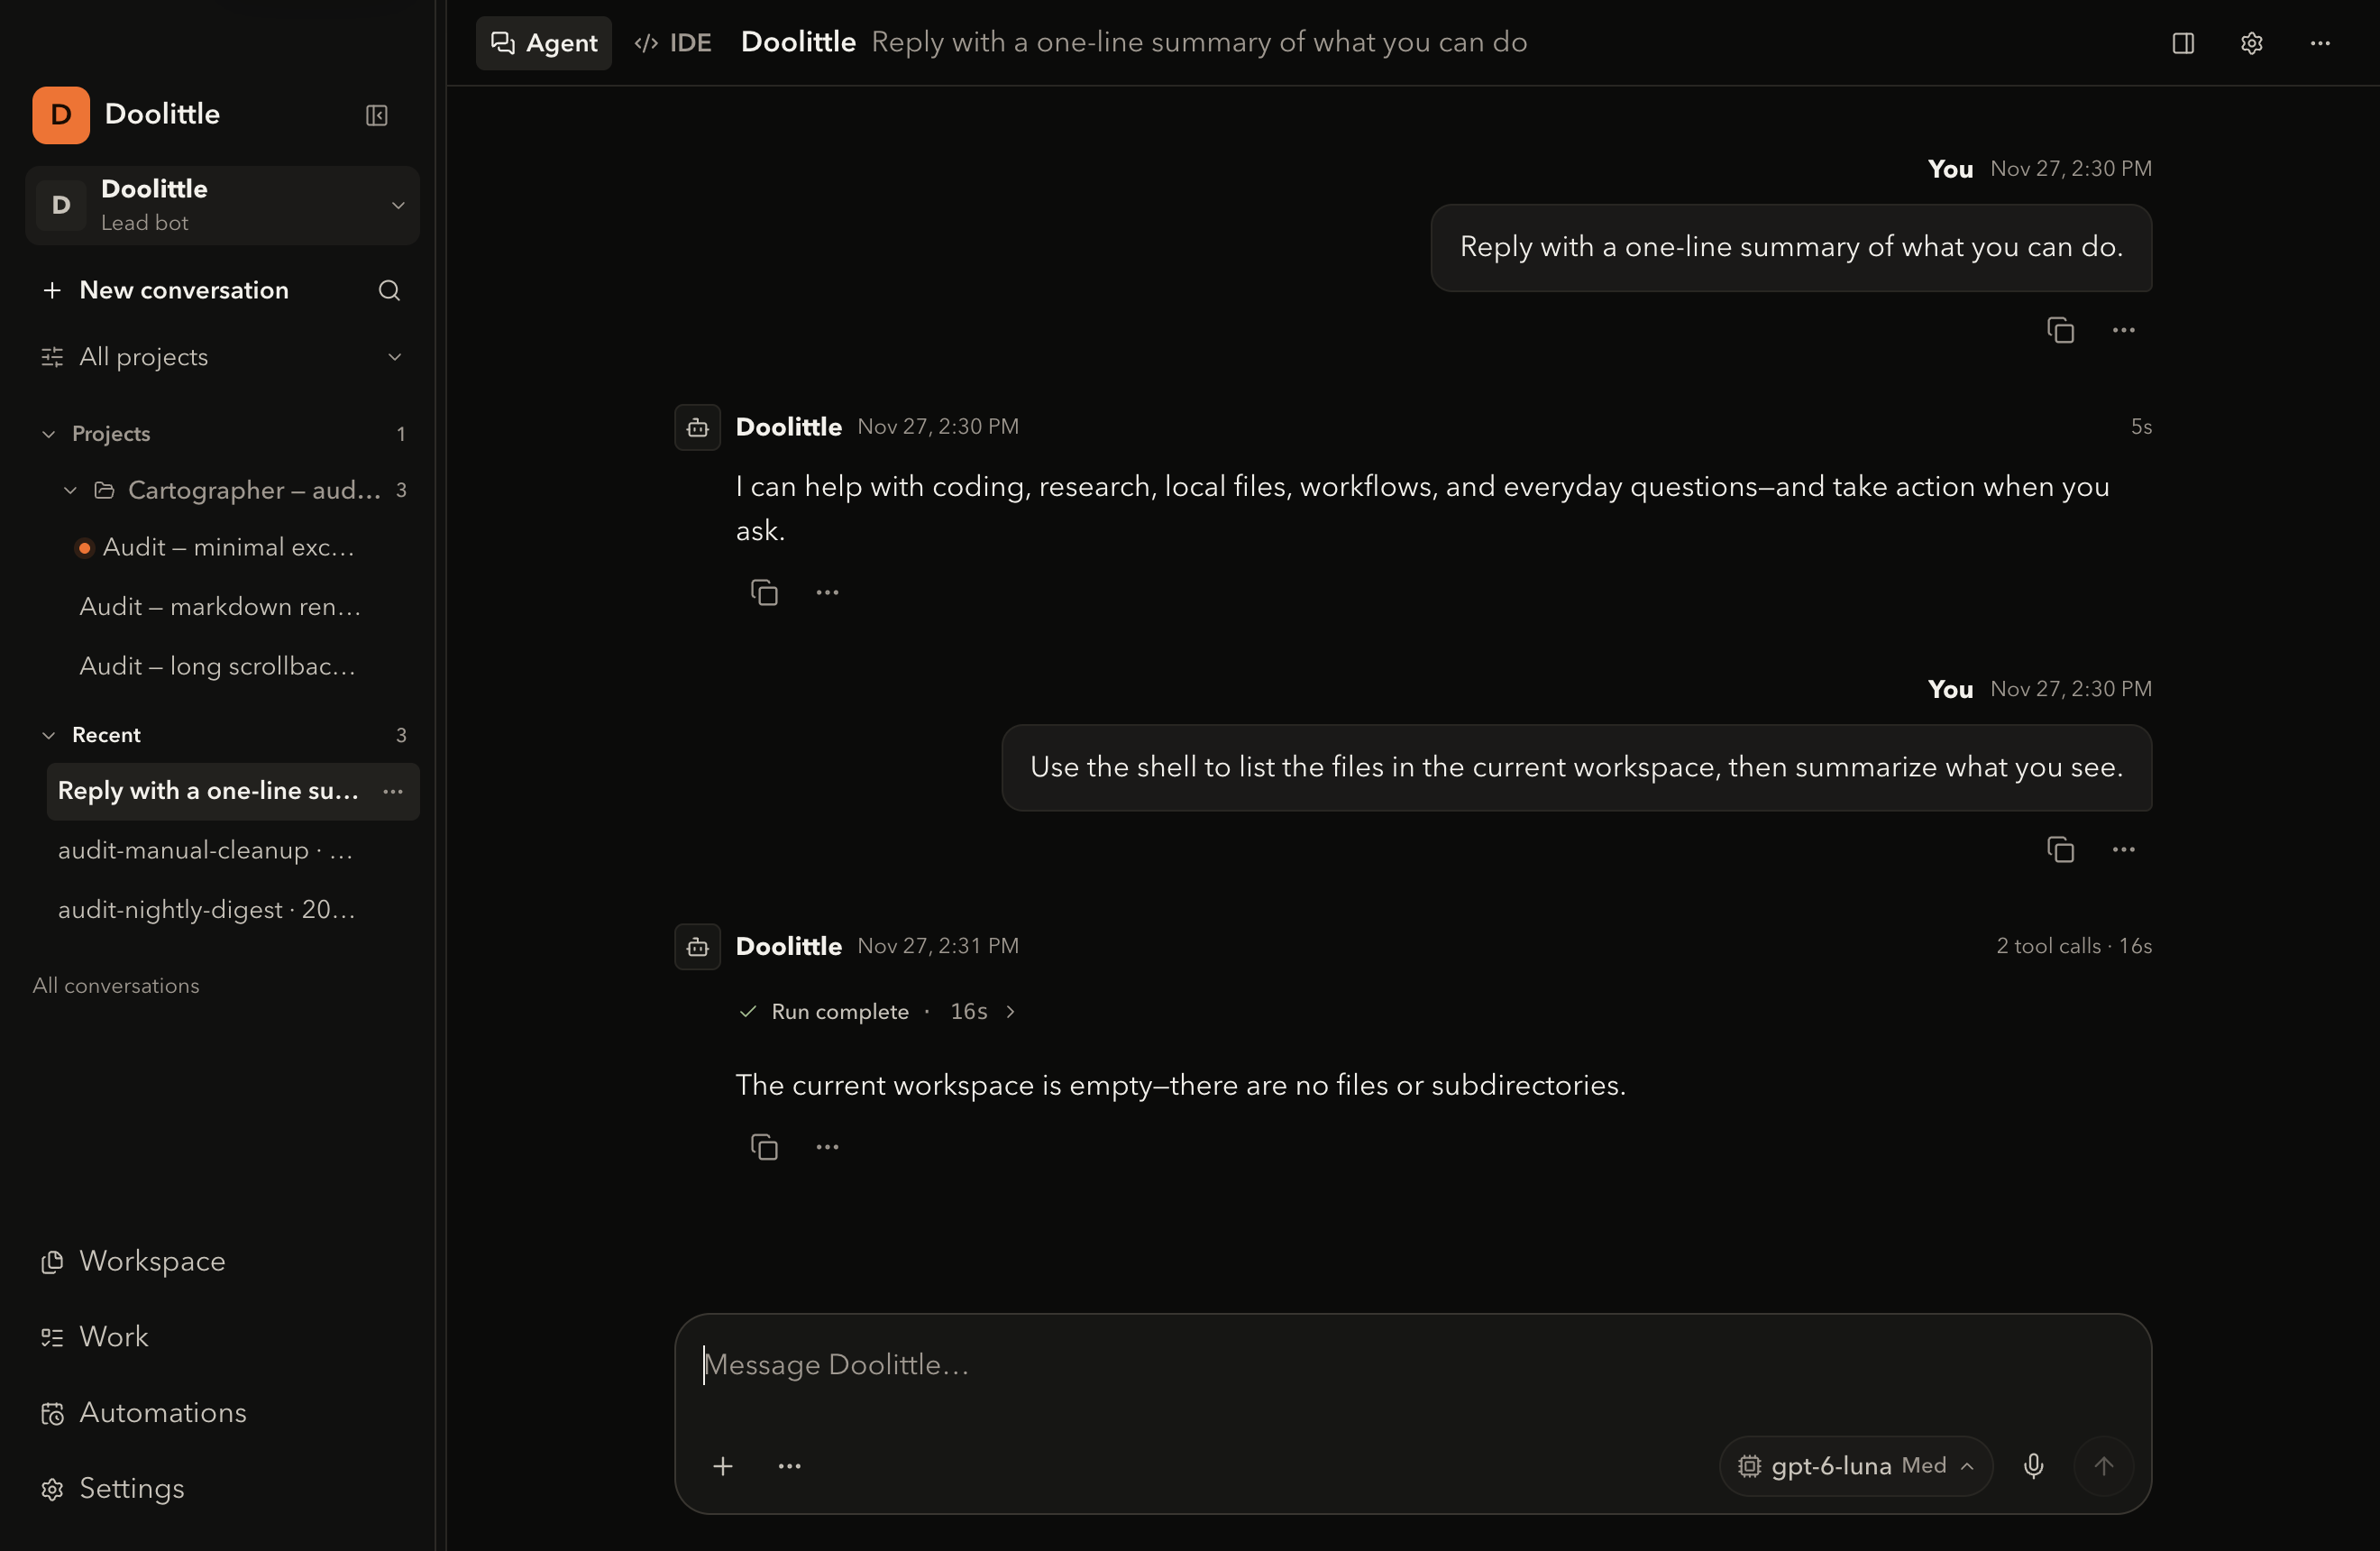 D Doolittle
D
Doolittle
Lead bot
New conversation
All projects
Projects 1
Cartographer – aud... 3
Audit – minimal exc...
Audit – markdown ren...
Audit – long scrollbac...
Recent 3
Reply with a one-line su...
audit-manual-cleanup · ...
audit-nightly-digest · 20...
All conversations
Workspace
Work
Automations
Settings
Agent
IDE
Doolittle Reply with a one-line summary of what you can do
You Nov 27, 2:30 PM
Reply with a one-line summary of what you can do.
Doolittle Nov 27, 2:30 PM 5s
I can help with coding, research, local files, workflows, and everyday questions—and take action when you
ask.
You Nov 27, 2:30 PM
Use the shell to list the files in the current workspace, then summarize what you see.
Doolittle Nov 27, 2:31 PM 2 tool calls · 16s
Run complete · 16s
The current workspace is empty—there are no files or subdirectories.
Message Doolittle...
gpt-6-luna Med